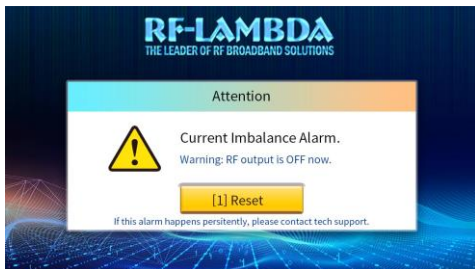 RF-LAMBDA
THE LEADER OF RF BROADBAND SOLUTIONS
Attention
Current Imbalance Alarm.
Warning: RF output is OFF now.
[1] Reset
If this alarm happens persitently, please contact tech support.